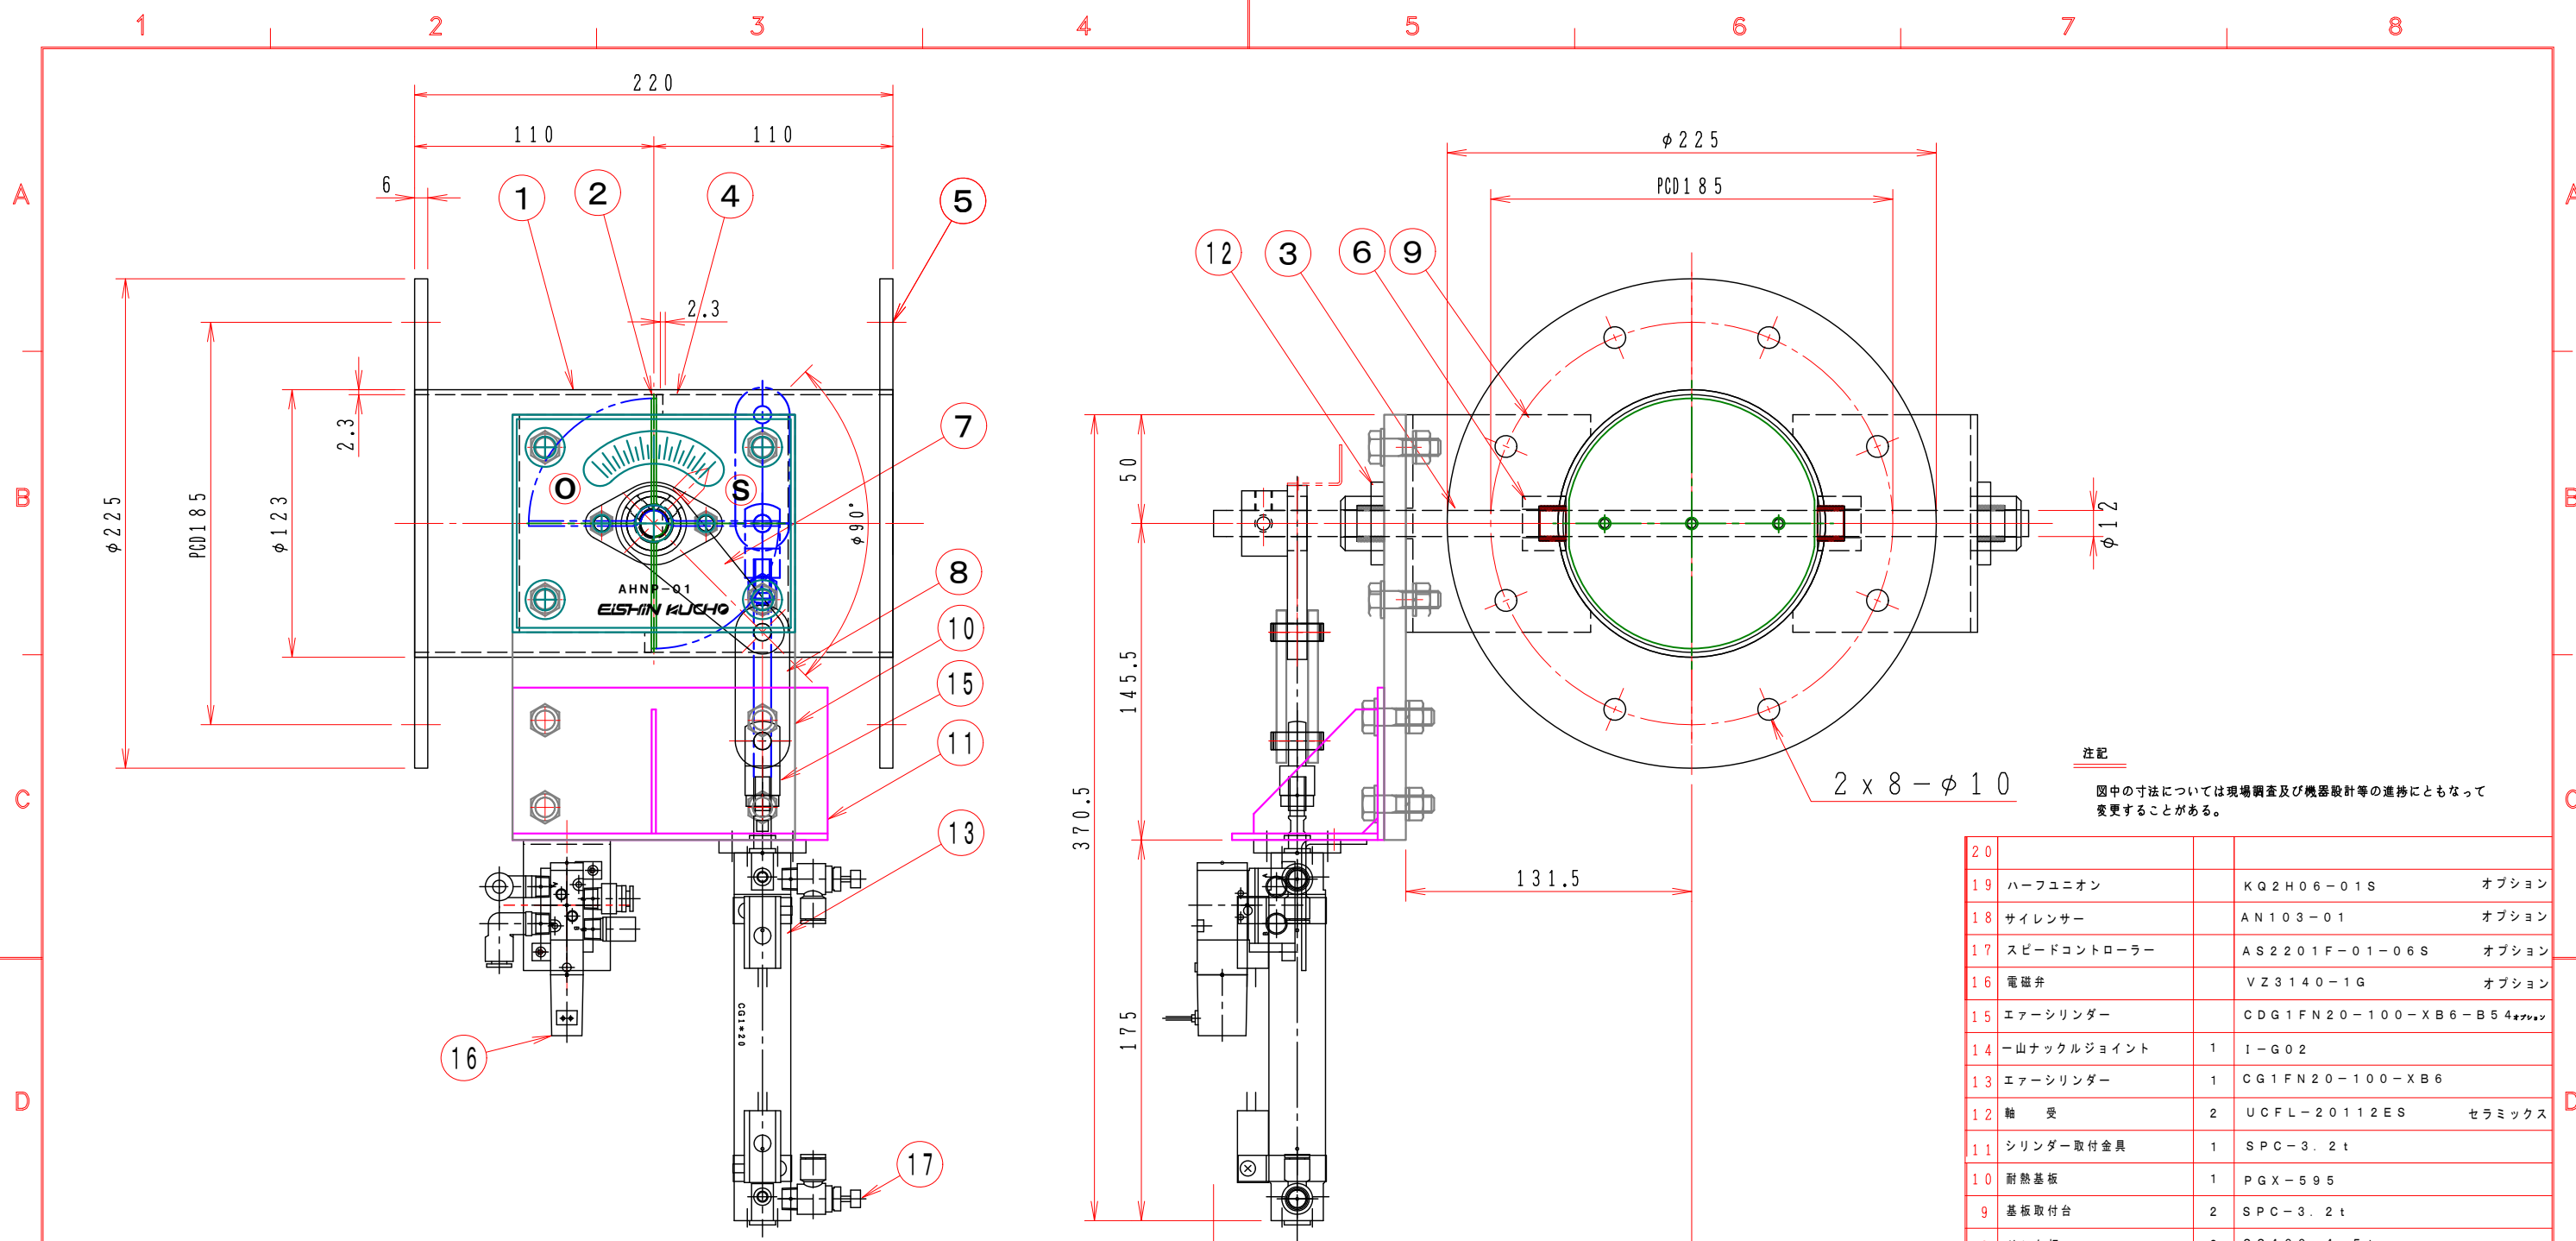 1 2 3 4 5 6 7 8
A A
B B
C C
D D
220
110 110
6
1 2 4 5
2.3
2.3
φ225
PCD185
φ123
7
O S
φ90°
AHNP-01
EISHIN KUCHO
8
10
15
11
13
CG1*20
16
17
φ225
PCD185
12 3 6 9
50
145.5
370.5
175
131.5
φ12
2x8-φ10
注記
図中の寸法については現場調査及び機器設計等の進捗にともなって
変更することがある。
20
19 ハーフユニオン KQ2H06-01S オプション
18 サイレンサー AN103-01 オプション
17 スピードコントローラー AS2201F-01-06S オプション
16 電磁弁 VZ3140-1G オプション
15 エアーシリンダー CDG1FN20-100-XB6-B54オプション
14 一山ナックルジョイント 1 I-G02
13 エアーシリンダー 1 CG1FN20-100-XB6
12 軸 受 2 UCFL-20112ES セラミックス
11 シリンダー取付金具 1 SPC-3.2t
10 耐熱基板 1 PGX-595
9 基板取付台 2 SPC-3.2t